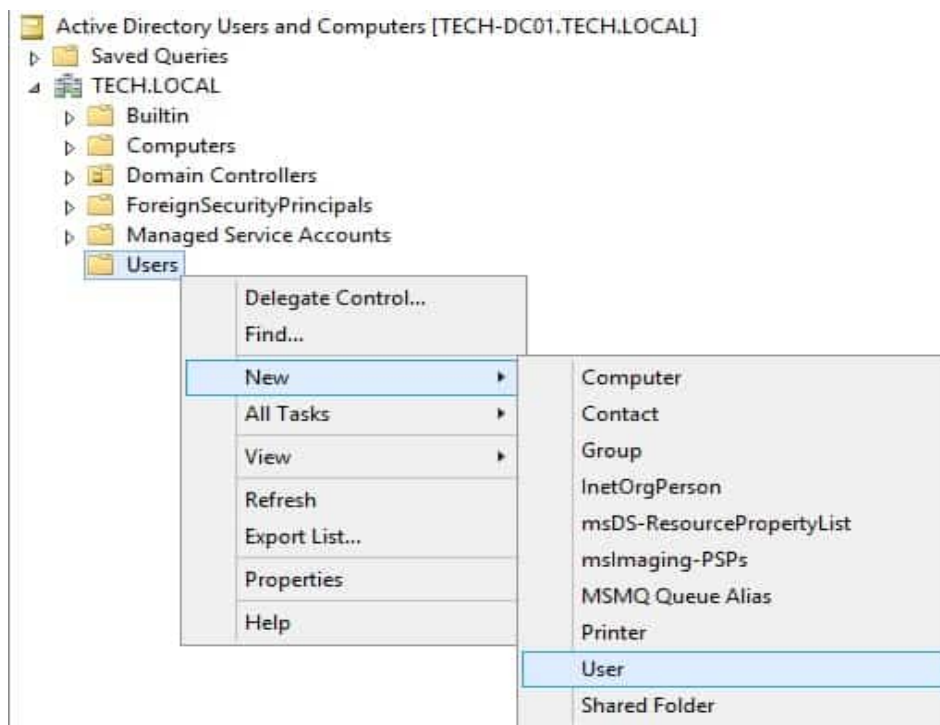 Active Directory Users and Computers [TECH-DC01.TECH.LOCAL]
Saved Queries
TECH.LOCAL
Builtin
Computers
Domain Controllers
ForeignSecurityPrincipals
Managed Service Accounts
Users
Delegate Control...
Find...
New
All Tasks
View
Refresh
Export List...
Properties
Help
Computer
Contact
Group
InetOrgPerson
msDS-ResourcePropertyList
msImaging-PSPs
MSMQ Queue Alias
Printer
User
Shared Folder